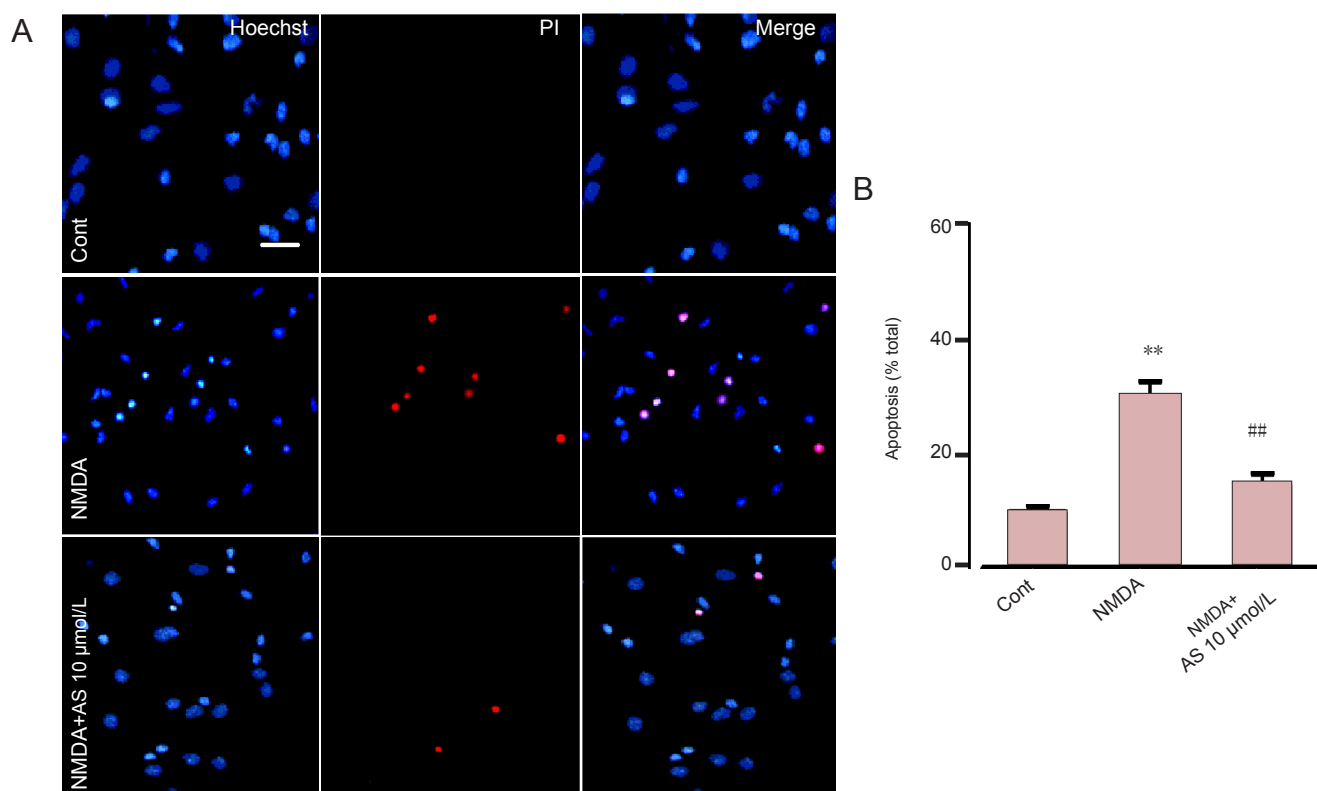 A
Hoechst
PI
Merge
Cont
NMDA
NMDA+AS 10 µmol/L
B
Apoptosis (% total)
60
40
20
0
**
##
Cont
NMDA
NMDA+
AS 10 µmol/L